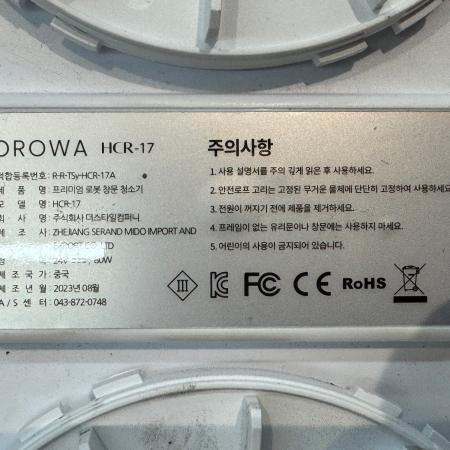 OROWA HCR-17
적합등록번호: R-R-TSy-HCR-17A
제 품 명 : 프리미엄 로봇 창문 청소기
모 델 명 : HCR-17
회 사 명 : 주식회사 더스타일컴퍼니
제 조 사 : ZHEJIANG SERAND MIDO IMPORT AND
EXPORT CO. LTD
정 : 24V 80W
제 조 국 가 : 중국
제 조 년 월 : 2023년 08월
A / S 센 터 : 043-872-0748
주의사항
1. 사용 설명서를 주의 깊게 읽은 후 사용하세요.
2. 안전로프 고리는 고정된 무거운 물체에 단단히 고정하여 사용하세요
3. 전원이 꺼지기 전에 제품을 제거하세요.
4. 프레임이 없는 유리문이나 창문에는 사용하지 마세요.
5. 어린이의 사용이 금지되어 있습니다.
III FC CE RoHS